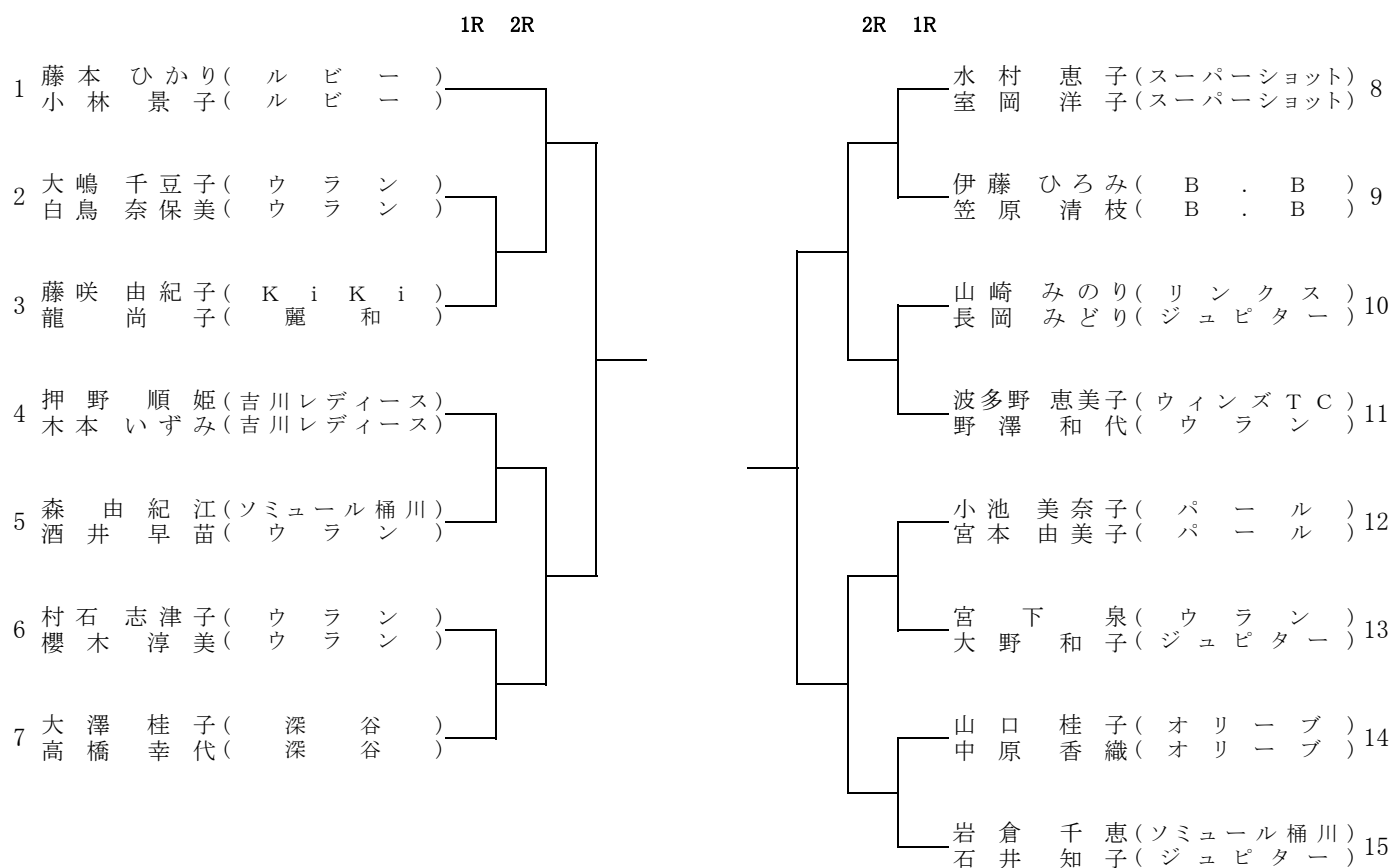 1R 2R
1 藤本 ひかり(ルビー)
小林 景子(ルビー)
2 大嶋 千豆子(ウラン)
白鳥 奈保美(ウラン)
3 藤咲 由紀子(KiKi)
龍 尚子(麗和)
4 押野 順姫(吉川レディース)
木本 いずみ(吉川レディース)
5 森 由紀江(ソミュール桶川)
酒井 早苗(ウラン)
6 村石 志津子(ウラン)
櫻木 淳美(ウラン)
7 大澤 桂子(深谷)
高橋 幸代(深谷)
2R 1R
水村 恵子(スーパーショット) 8
室岡 洋子(スーパーショット)
伊藤 ひろみ(B.B) 9
笠原 清枝(B.B)
山崎 みのり(リンクス) 10
長岡 みどり(ジュピター)
波多野 恵美子(ウィンズTC) 11
野澤 和代(ウラン)
小池 美奈子(パール) 12
宮本 由美子(パール)
宮下 泉(ウラン) 13
大野 和子(ジュピター)
山口 桂子(オリーブ) 14
中原 香織(オリーブ)
岩倉 千恵(ソミュール桶川) 15
石井 知子(ジュピター)